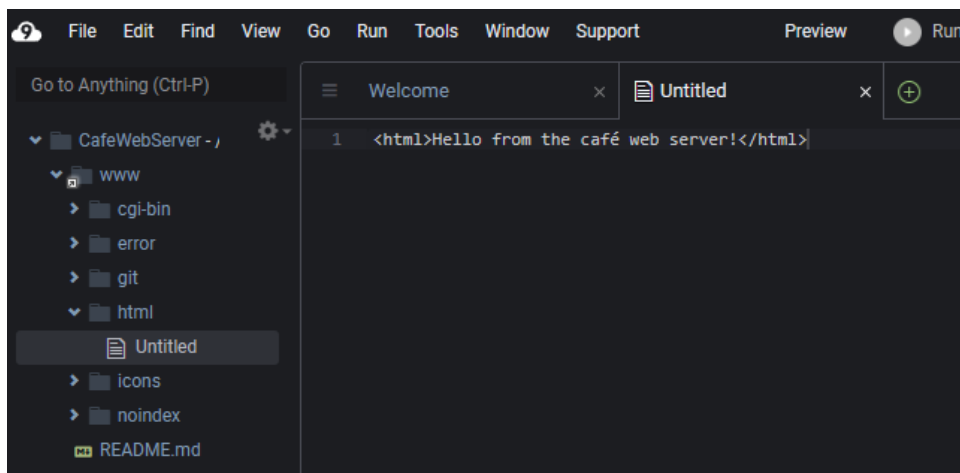 9 File Edit Find View Go Run Tools Window Support Preview Run
Go to Anything (Ctrl-P)
Welcome
Untitled
CafeWebServer - /
1 <html>Hello from the café web server!</html>
www
cgi-bin
error
git
html
Untitled
icons
noindex
README.md